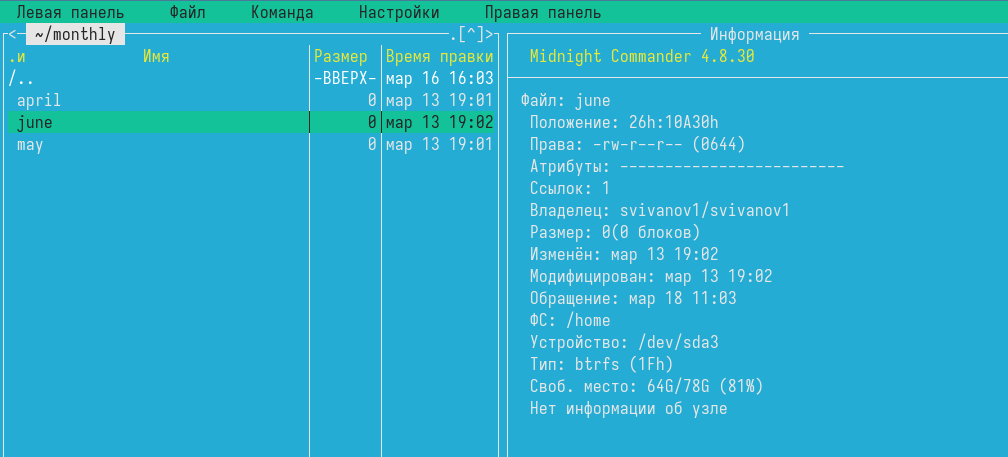 Левая панель Файл Команда Настройки Правая панель
<- ~/monthly .[^]>
.и Имя Размер Время правки
/.. -ВВЕРХ- мар 16 16:03
april 0 мар 13 19:01
june 0 мар 13 19:02
may 0 мар 13 19:01
Информация
Midnight Commander 4.8.30
Файл: june
Положение: 26h:10A30h
Права: -rw-r--r-- (0644)
Атрибуты: -------------------------
Ссылок: 1
Владелец: svivanov1/svivanov1
Размер: 0(0 блоков)
Изменён: мар 13 19:02
Модифицирован: мар 13 19:02
Обращение: мар 18 11:03
ФС: /home
Устройство: /dev/sda3
Тип: btrfs (1Fh)
Своб. место: 64G/78G (81%)
Нет информации об узле